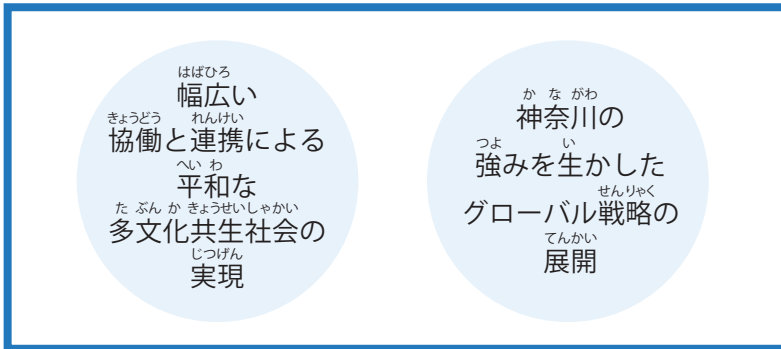 はばひろ
幅広い
きょうどう れんけい
協働と連携による
へい わ
平和な
た ぶん か きょうせいしゃかい
多文化共生社会の
じつげん
実現
か な がわ
神奈川の
つよ い
強みを生かした
せんりゃく
グローバル戦略の
てんかい
展開